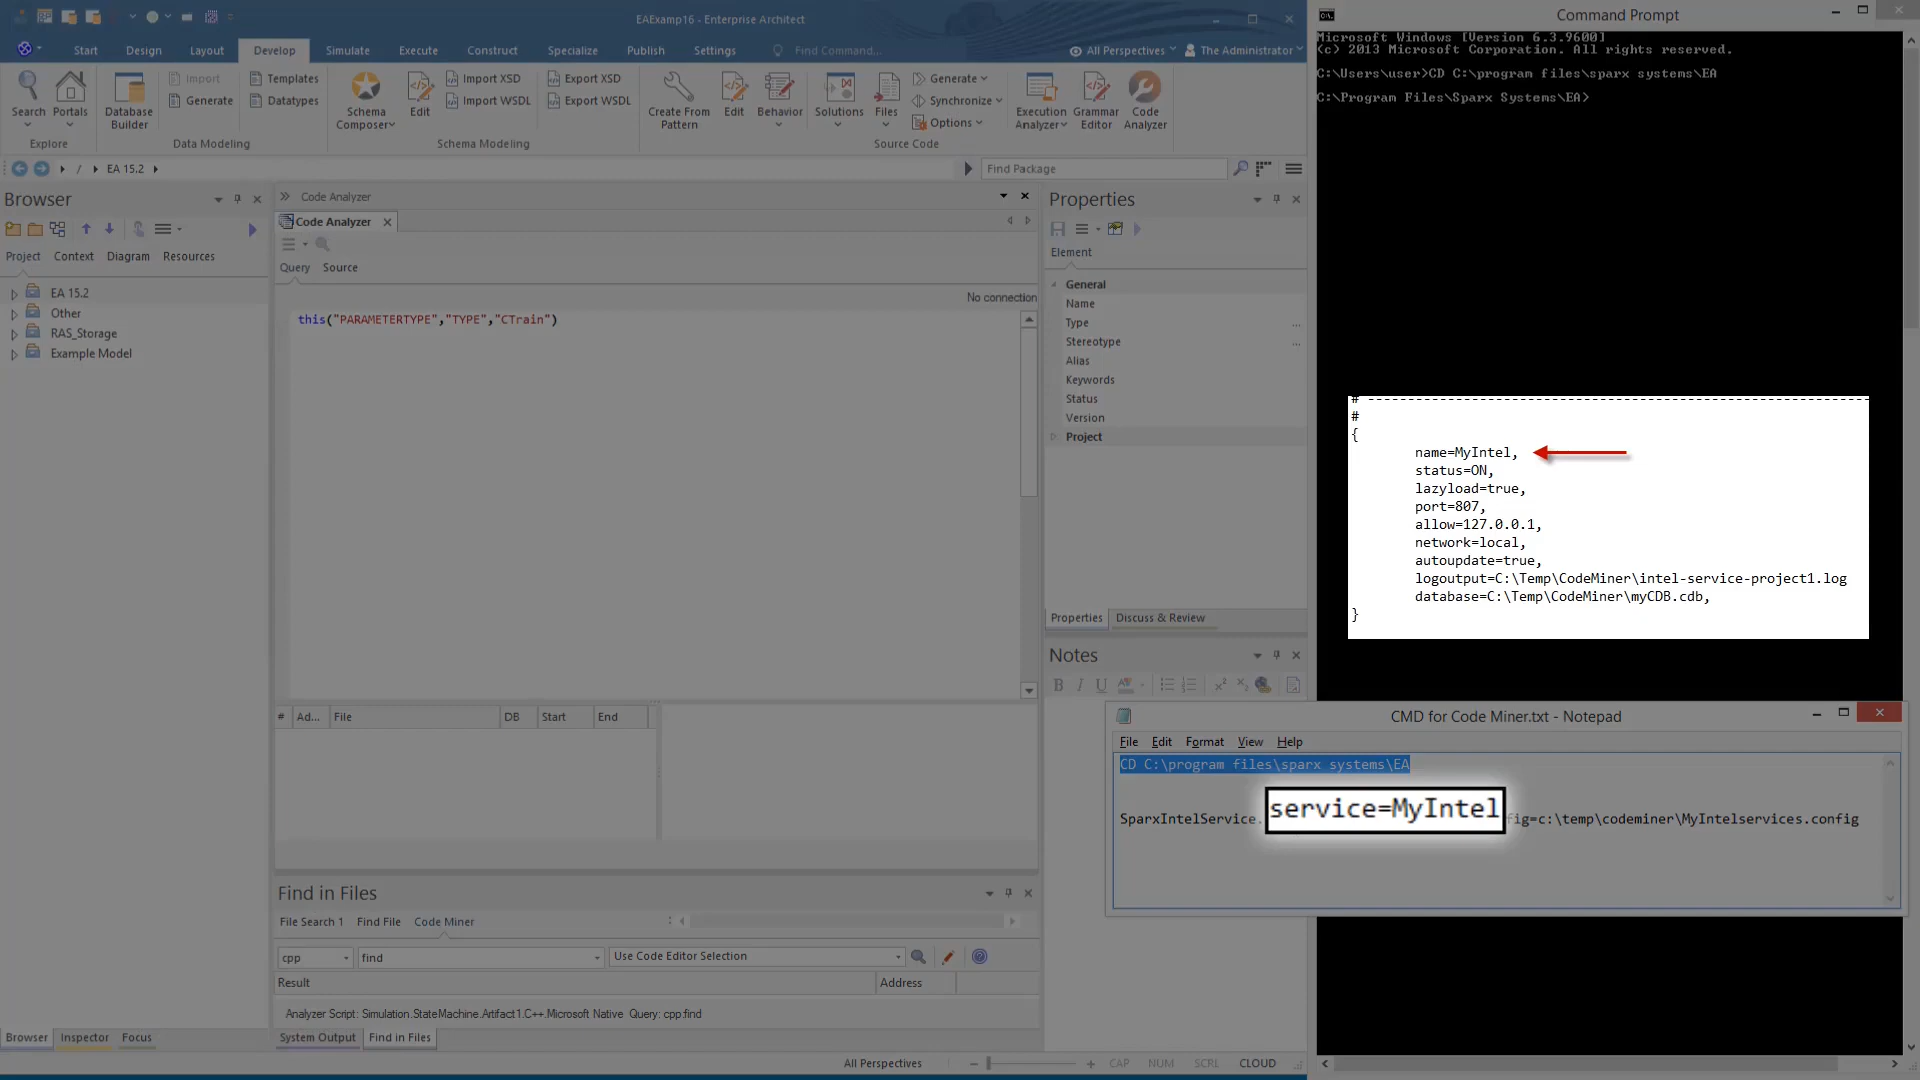 EAExamp16 - Enterprise Architect
Start Design Layout Develop Simulate Execute Construct Specialize Publish Settings Find Command... All Perspectives The Administrator
Search Portals
Explore
Database Builder
Import
Generate
Templates
Datatypes
Data Modeling
Schema Composer
Edit
Import XSD
Import WSDL
Export XSD
Export WSDL
Schema Modeling
Create From Pattern
Edit
Behavior
Solutions
Files
Generate
Synchronize
Options
Source Code
Execution Analyzer
Grammar Editor
Code Analyzer
/ EA 15.2
Find Package
Browser
Project Context Diagram Resources
EA 15.2
Other
RAS_Storage
Example Model
Browser Inspector Focus
Code Analyzer
Code Analyzer
Query Source
No connection
this("PARAMETERTYPE","TYPE","CTrain")
# Ad... File DB Start End
Find in Files
File Search 1 Find File Code Miner
cpp find Use Code Editor Selection
Result Address
Analyzer Script: Simulation.StateMachine.Artifact1.C++.Microsoft Native Query: cpp.find
System Output Find in Files
Properties
Element
General
Name
Type ...
Stereotype ...
Alias
Keywords
Status
Version
Project
Properties Discuss & Review
Notes
B I U
All Perspectives - + CAP NUM SCRL CLOUD
Command Prompt
Microsoft Windows [Version 6.3.9600]
(c) 2013 Microsoft Corporation. All rights reserved.
C:\Users\user>CD C:\program files\sparx systems\EA
C:\Program Files\Sparx Systems\EA>
# ---------------------------------------------------------------
#
{
name=MyIntel,
status=ON,
lazyload=true,
port=807,
allow=127.0.0.1,
network=local,
autoupdate=true,
logoutput=C:\Temp\CodeMiner\intel-service-project1.log
database=C:\Temp\CodeMiner\myCDB.cdb,
}
CMD for Code Miner.txt - Notepad
File Edit Format View Help
CD C:\program files\sparx systems\EA
SparxIntelService. service=MyIntel fig=c:\temp\codeminer\MyIntelservices.config